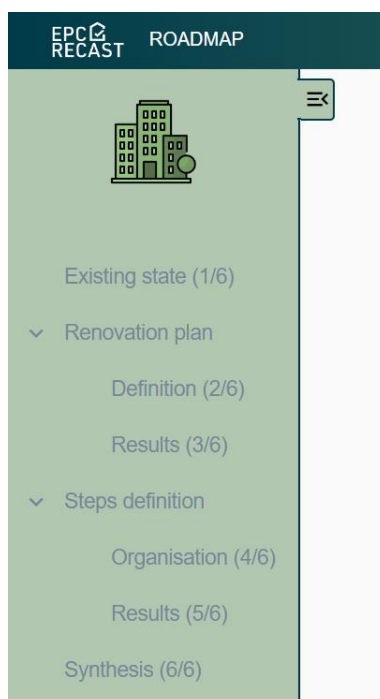 EPC
RECAST
ROADMAP
Existing state (1/6)
Renovation plan
Definition (2/6)
Results (3/6)
Steps definition
Organisation (4/6)
Results (5/6)
Synthesis (6/6)